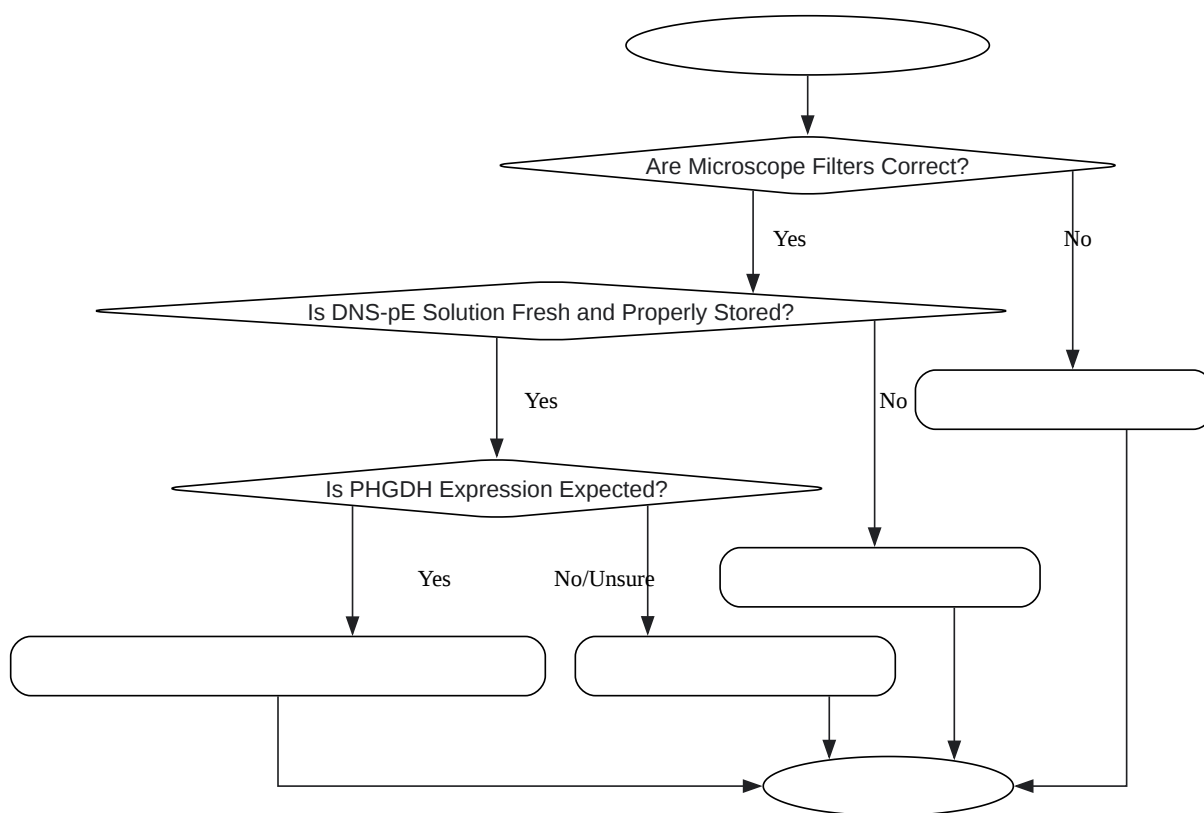 Are Microscope Filters Correct?
Yes
No
Is DNS-pE Solution Fresh and Properly Stored?
Yes
No
Is PHGDH Expression Expected?
Yes
No/Unsure